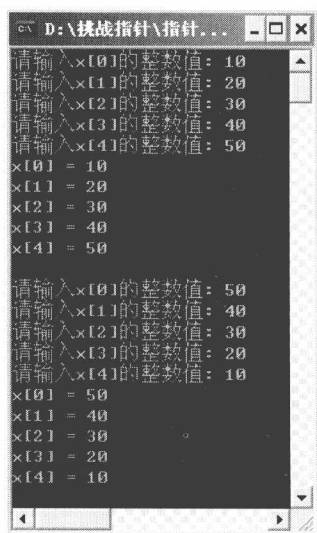 D:\挑战指针\指针...
请输入x[0]的整数值: 10
请输入x[1]的整数值: 20
请输入x[2]的整数值: 30
请输入x[3]的整数值: 40
请输入x[4]的整数值: 50
x[0] = 10
x[1] = 20
x[2] = 30
x[3] = 40
x[4] = 50
请输入x[0]的整数值: 50
请输入x[1]的整数值: 40
请输入x[2]的整数值: 30
请输入x[3]的整数值: 20
请输入x[4]的整数值: 10
x[0] = 50
x[1] = 40
x[2] = 30
x[3] = 20
x[4] = 10